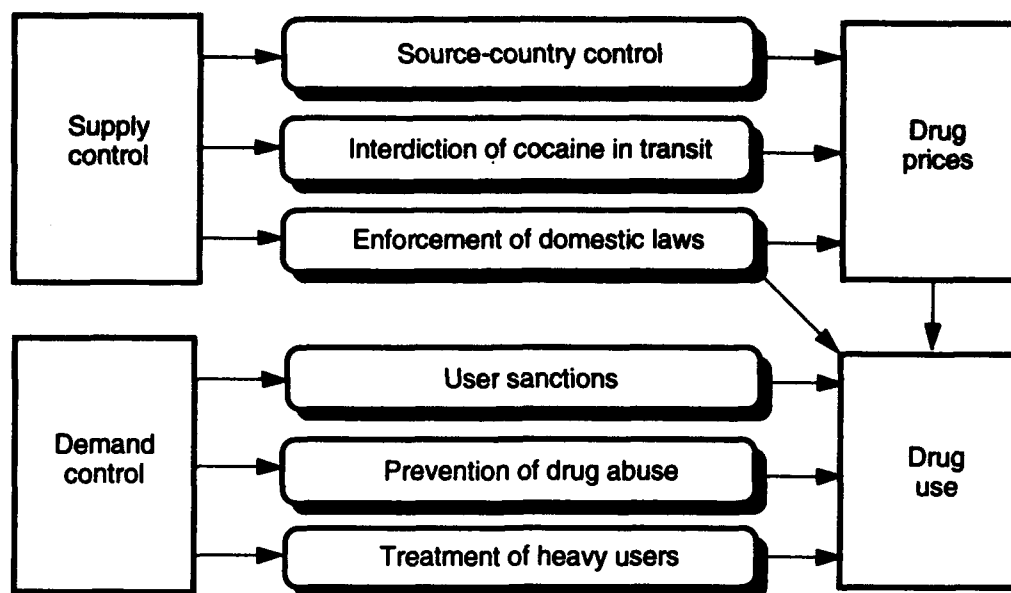 Supply
control
Source-country control
Interdiction of cocaine in transit
Enforcement of domestic laws
Drug
prices
Demand
control
User sanctions
Prevention of drug abuse
Treatment of heavy users
Drug
use